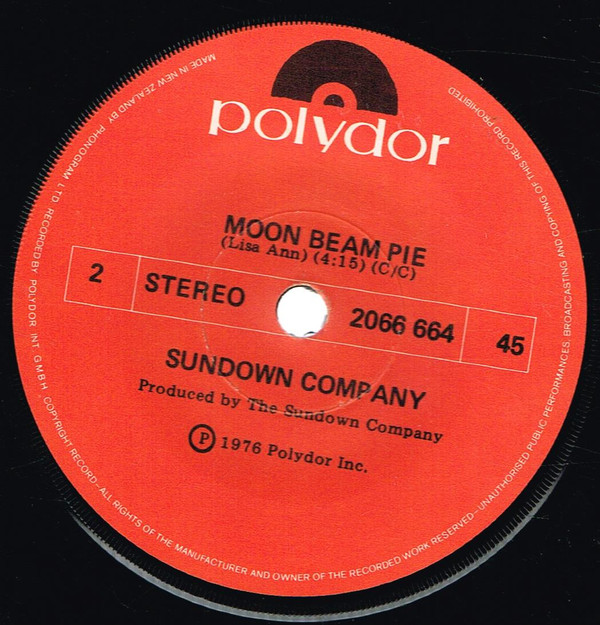 polydor
MOON BEAM PIE
(Lisa Ann) (4:15) (C/C)
2 STEREO 2066 664 45
SUNDOWN COMPANY
Produced by The Sundown Company
Ⓟ 1976 Polydor Inc.
MADE IN NEW ZEALAND BY PHONOGRAM LTD. RECORDED BY POLYDOR INT. G.M.B.H. COPYRIGHT RECORD—ALL RIGHTS OF THE MANUFACTURER AND OWNER OF THE RECORDED WORK RESERVED—UNAUTHORISED PUBLIC PERFORMANCES, BROADCASTING AND COPYING OF THIS RECORD PROHIBITED